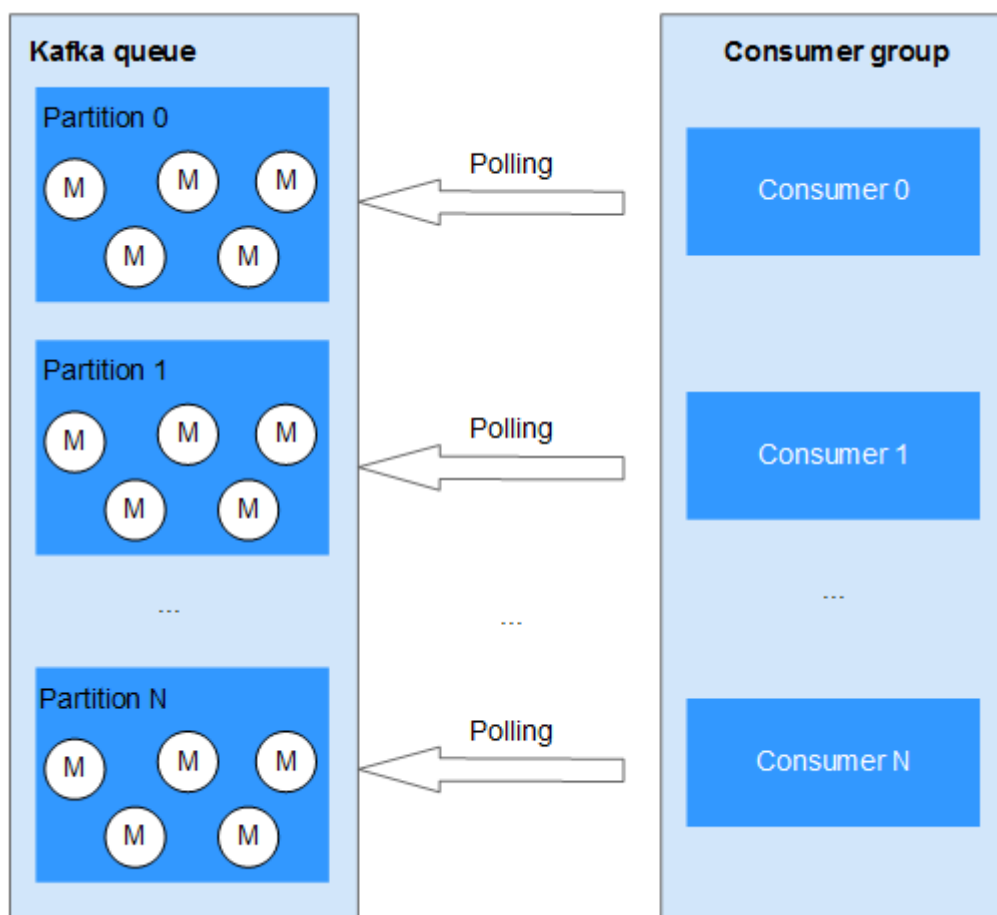 Kafka queue
Partition 0
M
M
M
M
M
Partition 1
M
M
M
M
M
...
Partition N
M
M
M
M
M
Polling
Polling
...
Polling
Consumer group
Consumer 0
Consumer 1
...
Consumer N